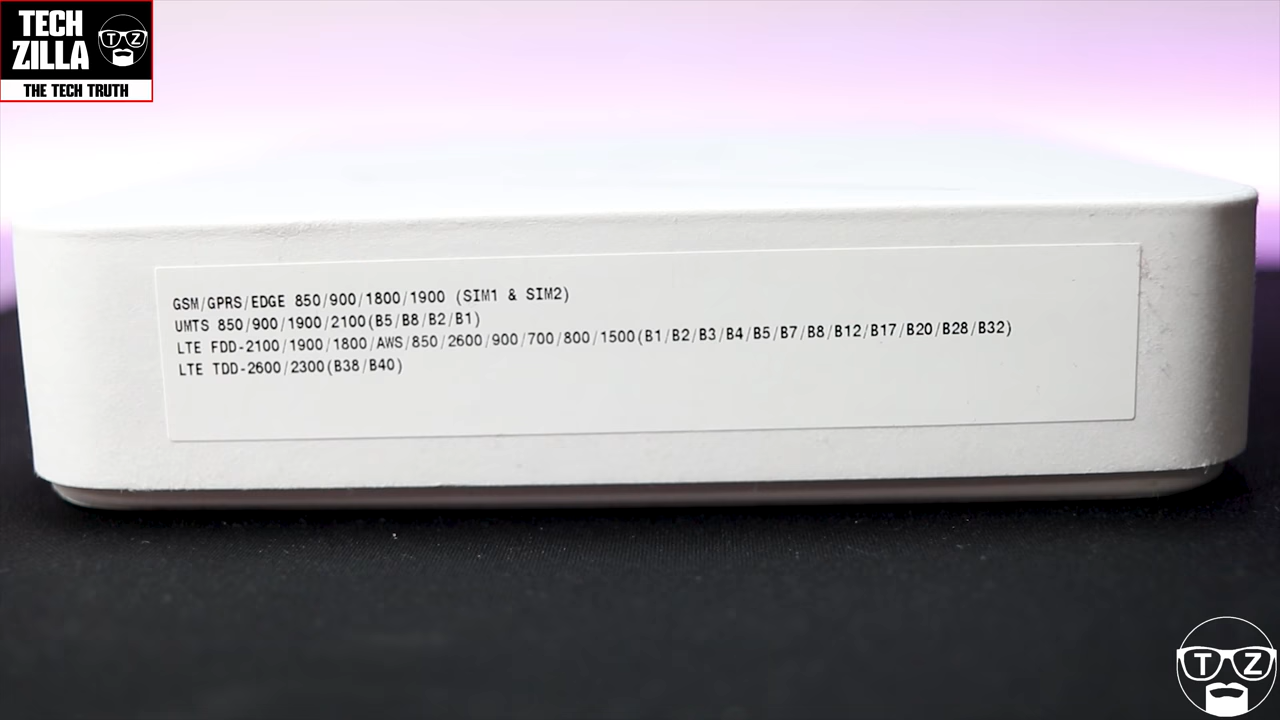 TECH
ZILLA
TZ
THE TECH TRUTH
GSM/GPRS/EDGE 850/900/1800/1900 (SIM1 & SIM2)
UMTS 850/900/1900/2100(B5/B8/B2/B1)
LTE FDD-2100/1900/1800/AWS/850/2600/900/700/800/1500(B1/B2/B3/B4/B5/B7/B8/B12/B17/B20/B28/B32)
LTE TDD-2600/2300(B38/B40)
TZ